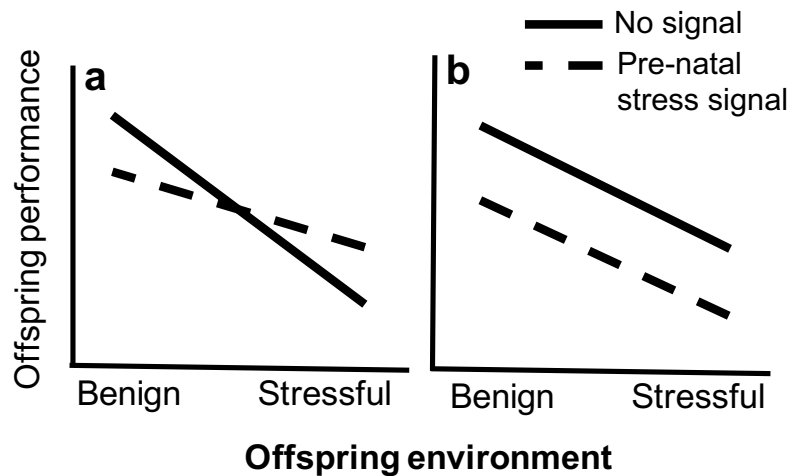 No signal
Pre-natal
stress signal
a
b
Offspring performance
Benign Stressful
Benign Stressful
Offspring environment